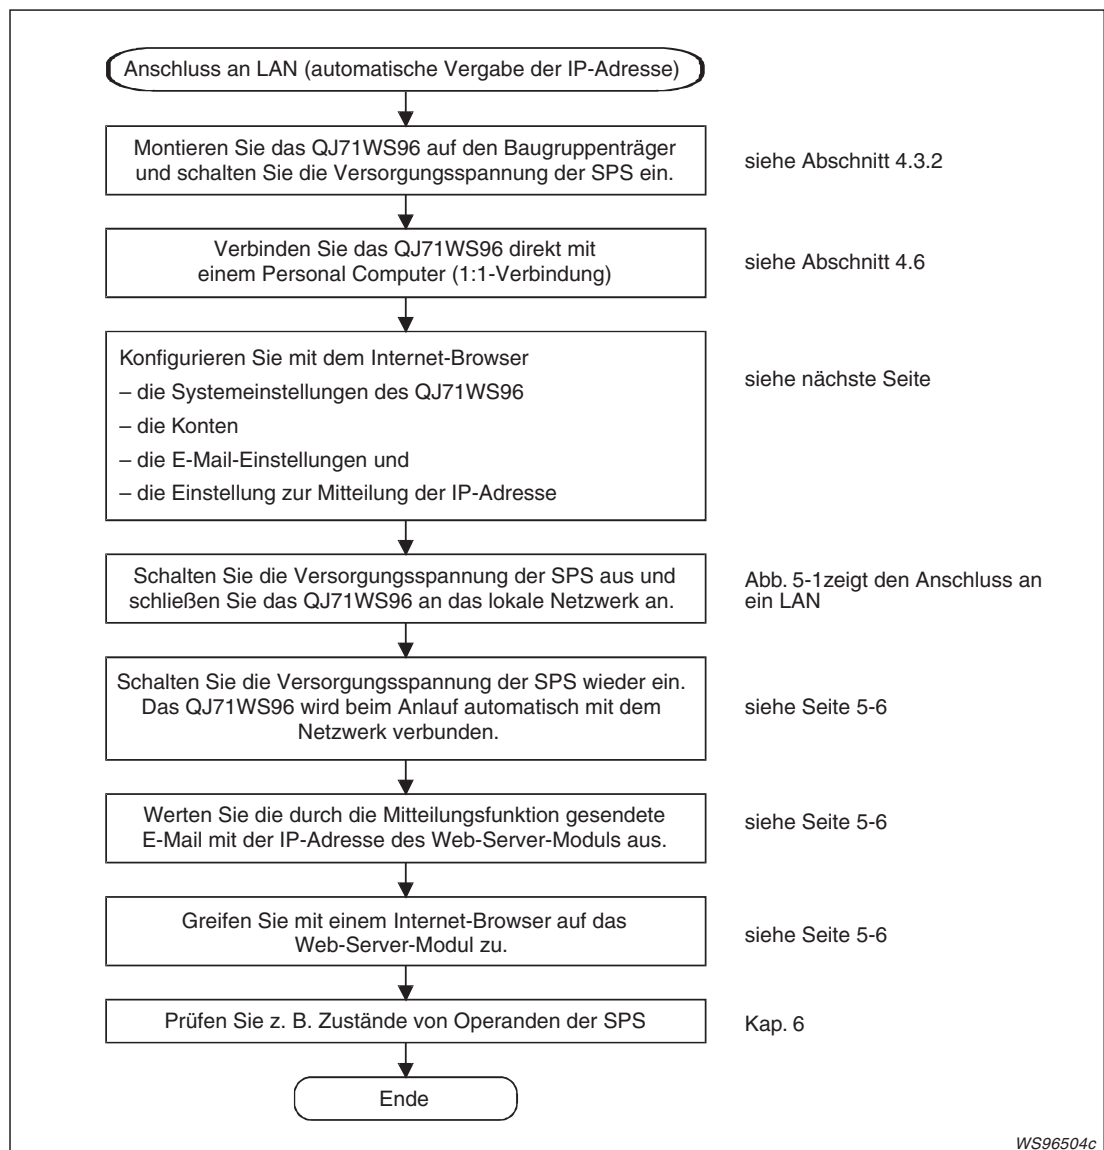 Anschluss an LAN (automatische Vergabe der IP-Adresse)
Montieren Sie das QJ71WS96 auf den Baugruppenträger
und schalten Sie die Versorgungsspannung der SPS ein.
siehe Abschnitt 4.3.2
Verbinden Sie das QJ71WS96 direkt mit
einem Personal Computer (1:1-Verbindung)
siehe Abschnitt 4.6
Konfigurieren Sie mit dem Internet-Browser
– die Systemeinstellungen des QJ71WS96
– die Konten
– die E-Mail-Einstellungen und
– die Einstellung zur Mitteilung der IP-Adresse
siehe nächste Seite
Schalten Sie die Versorgungsspannung der SPS aus und
schließen Sie das QJ71WS96 an das lokale Netzwerk an.
Abb. 5-1zeigt den Anschluss an
ein LAN
Schalten Sie die Versorgungsspannung der SPS wieder ein.
Das QJ71WS96 wird beim Anlauf automatisch mit dem
Netzwerk verbunden.
siehe Seite 5-6
Werten Sie die durch die Mitteilungsfunktion gesendete
E-Mail mit der IP-Adresse des Web-Server-Moduls aus.
siehe Seite 5-6
Greifen Sie mit einem Internet-Browser auf das
Web-Server-Modul zu.
siehe Seite 5-6
Prüfen Sie z. B. Zustände von Operanden der SPS
Kap. 6
Ende
WS96504c